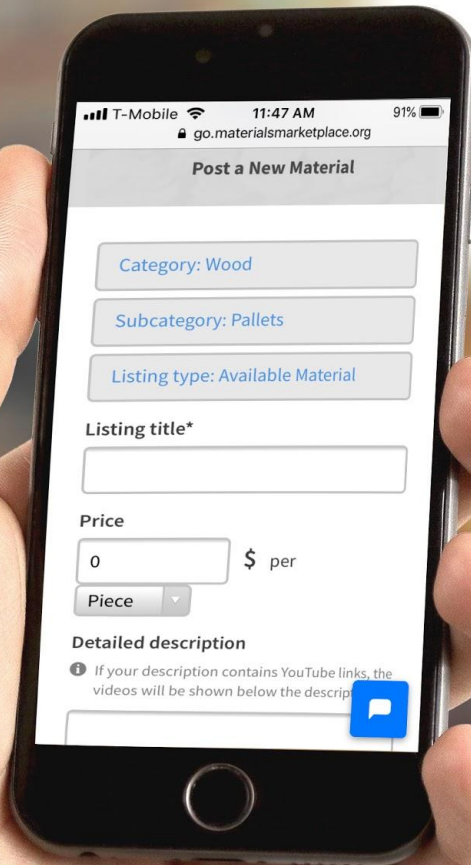 T-Mobile 11:47 AM 91%
go.materialsmarketplace.org
Post a New Material
Category: Wood
Subcategory: Pallets
Listing type: Available Material
Listing title*
Price
0 $ per
Piece
Detailed description
If your description contains YouTube links, the
videos will be shown below the